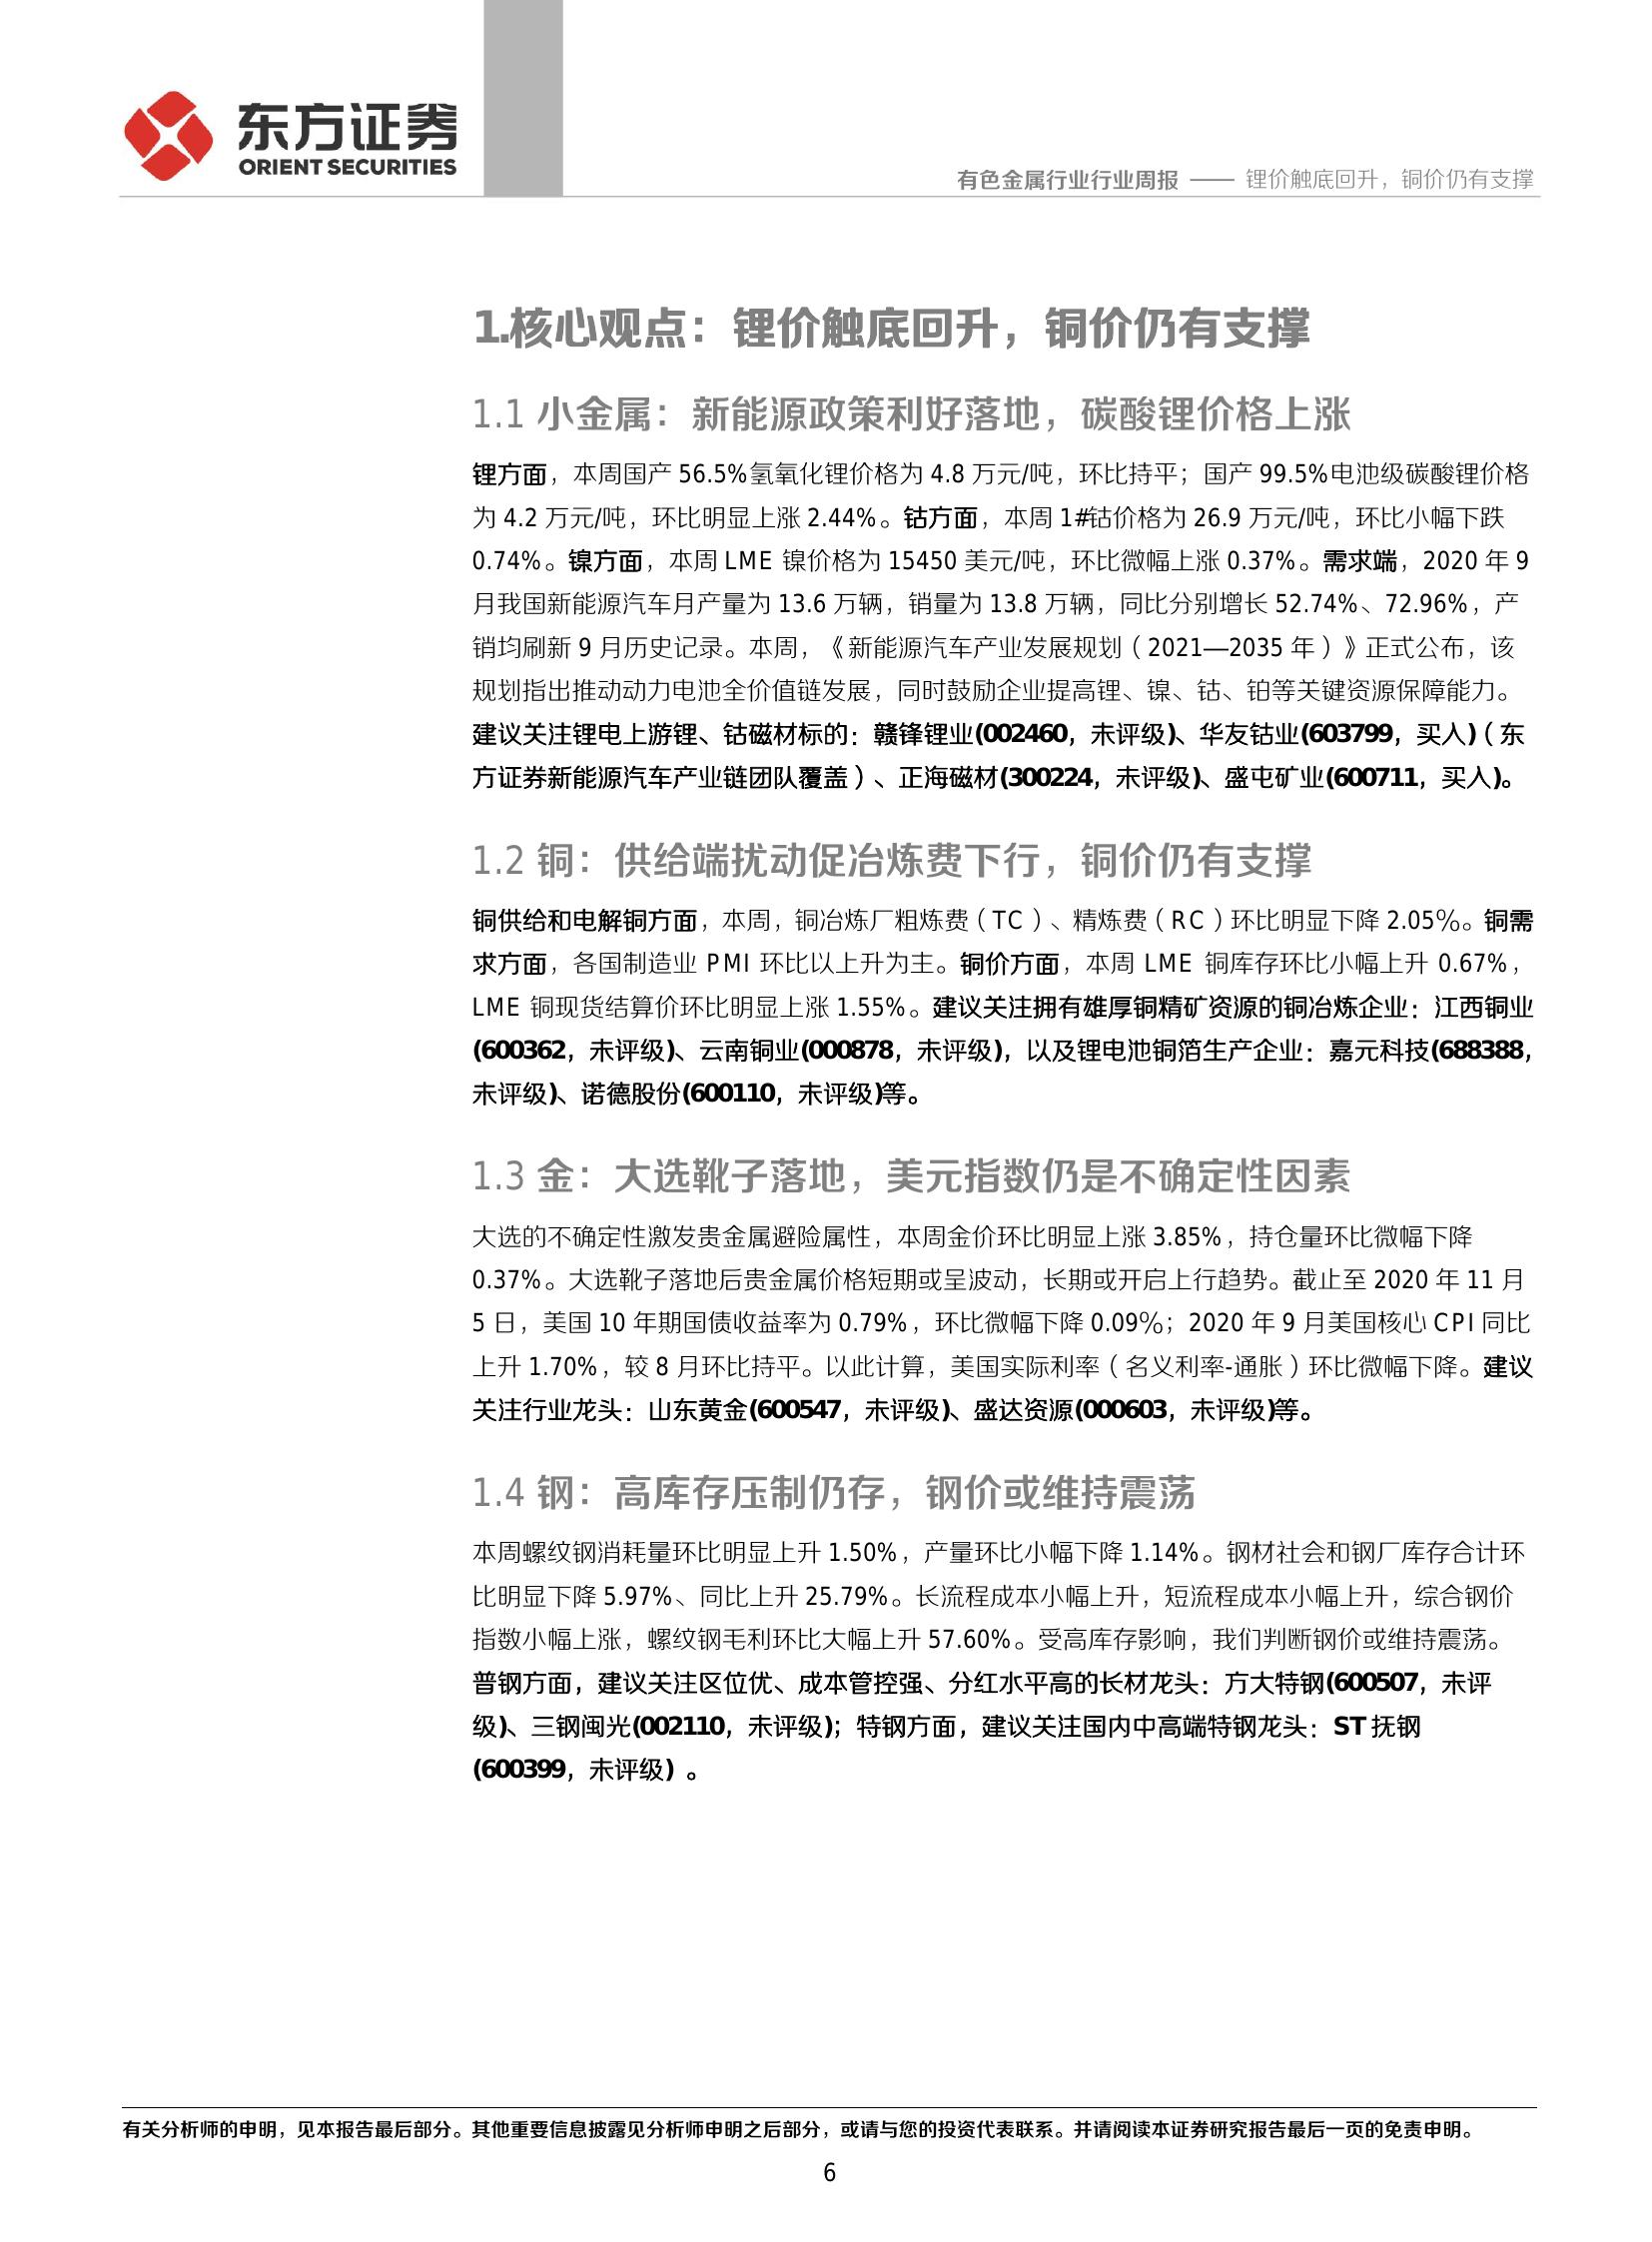 东方证券
ORIENT SECURITIES
有色金属行业行业周报 —— 锂价触底回升，铜价仍有支撑
1.核心观点：锂价触底回升，铜价仍有支撑
1.1 小金属：新能源政策利好落地，碳酸锂价格上涨
锂方面，本周国产 56.5%氢氧化锂价格为 4.8 万元/吨，环比持平；国产 99.5%电池级碳酸锂价格
为 4.2 万元/吨，环比明显上涨 2.44%。钴方面，本周 1#钴价格为 26.9 万元/吨，环比小幅下跌
0.74%。镍方面，本周 LME 镍价格为 15450 美元/吨，环比微幅上涨 0.37%。需求端，2020 年 9
月我国新能源汽车月产量为 13.6 万辆，销量为 13.8 万辆，同比分别增长 52.74%、72.96%，产
销均刷新 9 月历史记录。本周，《新能源汽车产业发展规划（2021—2035 年）》正式公布，该
规划指出推动动力电池全价值链发展，同时鼓励企业提高锂、镍、钴、铂等关键资源保障能力。
建议关注锂电上游锂、钴磁材标的：赣锋锂业(002460，未评级)、华友钴业(603799，买入)（东
方证券新能源汽车产业链团队覆盖）、正海磁材(300224，未评级)、盛屯矿业(600711，买入)。
1.2 铜：供给端扰动促冶炼费下行，铜价仍有支撑
铜供给和电解铜方面，本周，铜冶炼厂粗炼费（TC）、精炼费（RC）环比明显下降 2.05%。铜需
求方面，各国制造业 PMI 环比以上升为主。铜价方面，本周 LME 铜库存环比小幅上升 0.67%，
LME 铜现货结算价环比明显上涨 1.55%。建议关注拥有雄厚铜精矿资源的铜冶炼企业：江西铜业
(600362，未评级)、云南铜业(000878，未评级)，以及锂电池铜箔生产企业：嘉元科技(688388，
未评级)、诺德股份(600110，未评级)等。
1.3 金：大选靴子落地，美元指数仍是不确定性因素
大选的不确定性激发贵金属避险属性，本周金价环比明显上涨 3.85%，持仓量环比微幅下降
0.37%。大选靴子落地后贵金属价格短期或呈波动，长期或开启上行趋势。截止至 2020 年 11 月
5 日，美国 10 年期国债收益率为 0.79%，环比微幅下降 0.09%；2020 年 9 月美国核心 CPI 同比
上升 1.70%，较 8 月环比持平。以此计算，美国实际利率（名义利率-通胀）环比微幅下降。建议
关注行业龙头：山东黄金(600547，未评级)、盛达资源(000603，未评级)等。
1.4 钢：高库存压制仍存，钢价或维持震荡
本周螺纹钢消耗量环比明显上升 1.50%，产量环比小幅下降 1.14%。钢材社会和钢厂库存合计环
比明显下降 5.97%、同比上升 25.79%。长流程成本小幅上升，短流程成本小幅上升，综合钢价
指数小幅上涨，螺纹钢毛利环比大幅上升 57.60%。受高库存影响，我们判断钢价或维持震荡。
普钢方面，建议关注区位优、成本管控强、分红水平高的长材龙头：方大特钢(600507，未评
级)、三钢闽光(002110，未评级)；特钢方面，建议关注国内中高端特钢龙头：ST 抚钢
(600399，未评级) 。
有关分析师的申明，见本报告最后部分。其他重要信息披露见分析师申明之后部分，或请与您的投资代表联系。并请阅读本证券研究报告最后一页的免责申明。
6